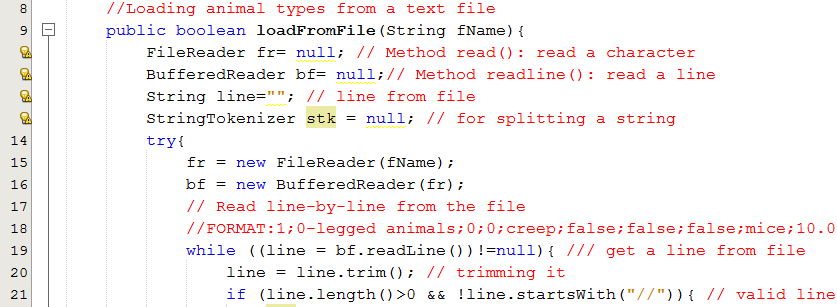 8 //Loading animal types from a text file
9 public boolean loadFromFile(String fName){
FileReader fr= null; // Method read(): read a character
BufferedReader bf= null;// Method readline(): read a line
String line=""; // line from file
StringTokenizer stk = null; // for splitting a string
14 try{
15 fr = new FileReader(fName);
16 bf = new BufferedReader(fr);
17 // Read line-by-line from the file
18 //FORMAT:1;0-legged animals;0;0;creep;false;false;false;mice;10.0
19 while ((line = bf.readLine())!=null){ /// get a line from file
20 line = line.trim(); // trimming it
21 if (line.length()>0 && !line.startsWith("//")){ // valid line